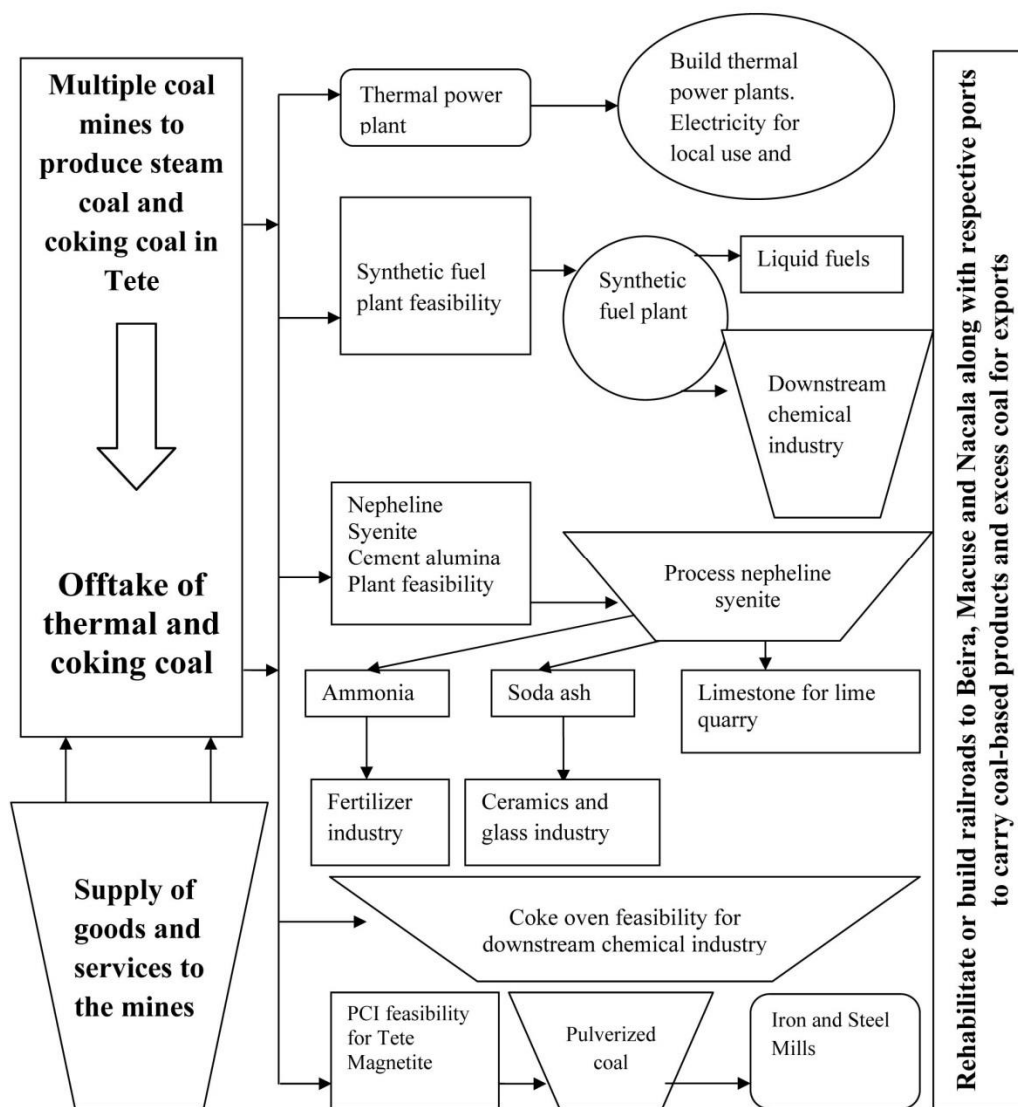 Multiple coal
mines to
produce steam
coal and
coking coal in
Tete
Offtake of
thermal and
coking coal
Supply of
goods and
services to
the mines
Thermal power
plant
Build thermal
power plants.
Electricity for
local use and
Synthetic fuel
plant feasibility
Synthetic
fuel plant
Liquid fuels
Downstream
chemical
industry
Nepheline
Syenite
Cement alumina
Plant feasibility
Process nepheline
syenite
Ammonia
Soda ash
Limestone for lime
quarry
Fertilizer
industry
Ceramics and
glass industry
Coke oven feasibility for
downstream chemical industry
PCI feasibility
for Tete
Magnetite
Pulverized
coal
Iron and Steel
Mills
Rehabilitate or build railroads to Beira, Macuse and Nacala along with respective ports
to carry coal-based products and excess coal for exports